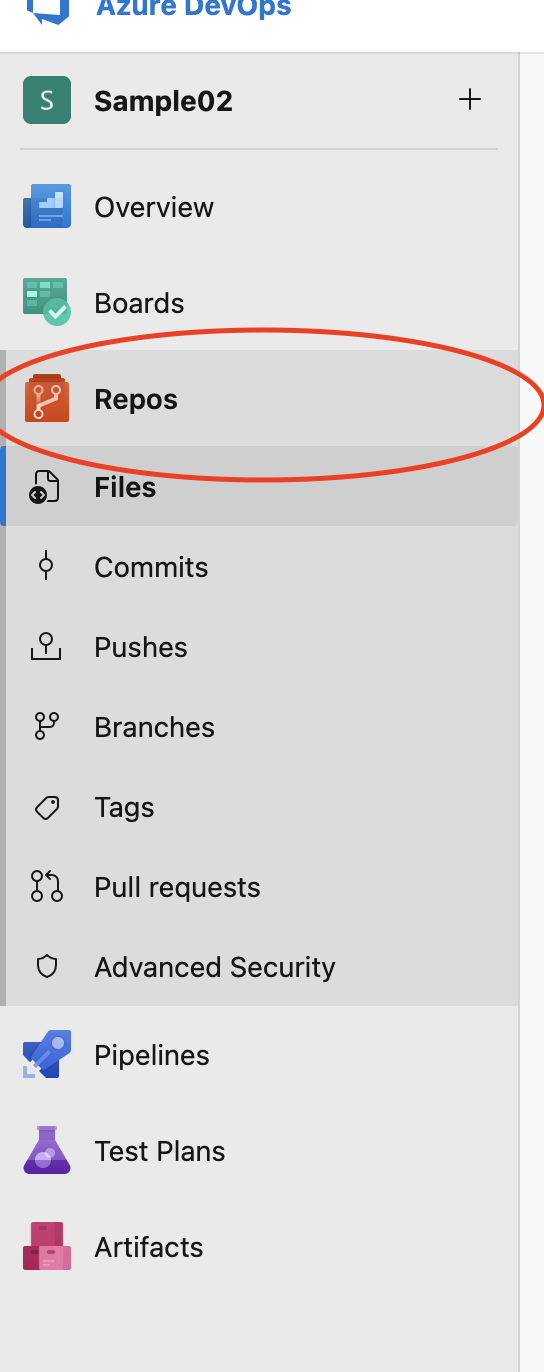 Azure DevOps
S Sample02
Overview
Boards
Repos
Files
Commits
Pushes
Branches
Tags
Pull requests
Advanced Security
Pipelines
Test Plans
Artifacts